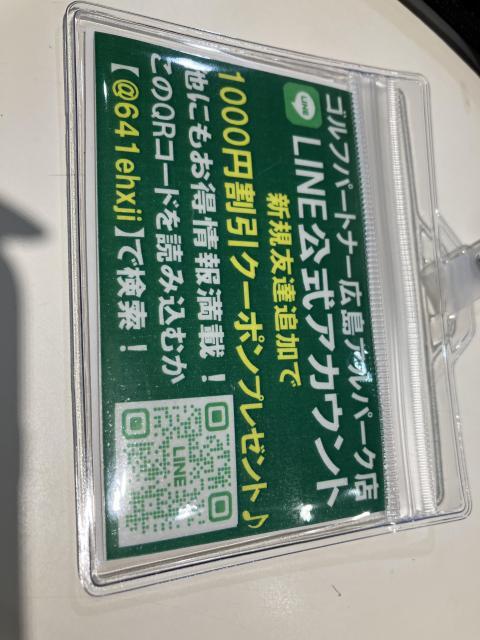 ゴルフパートナー広島アルパーク店
LINE
LINE公式アカウント
新規友達追加で
1000円割引クーポンプレゼント♪
他にもお得情報満載！
このQRコードを読み込むか
【@641ehxji】で検索！
LINE